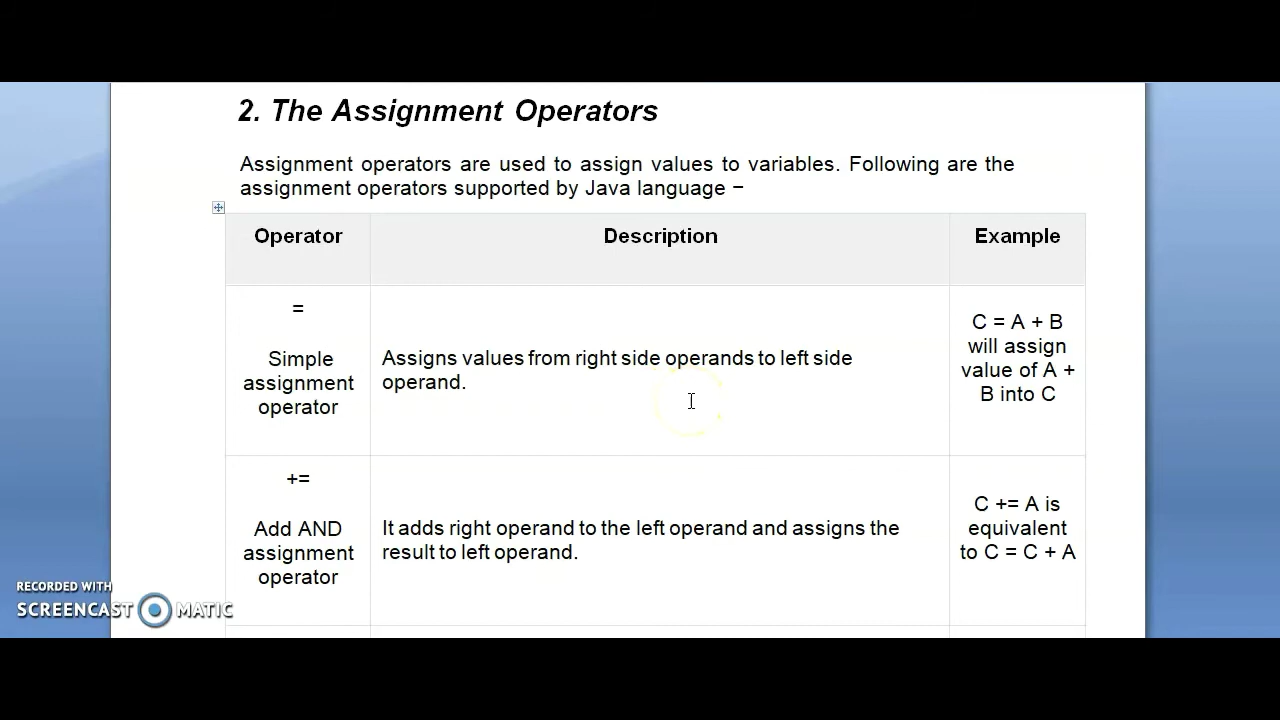 2. The Assignment Operators
Assignment operators are used to assign values to variables. Following are the
assignment operators supported by Java language −
Operator
Description
Example
=
Simple
assignment
operator
Assigns values from right side operands to left side
operand.
C = A + B
will assign
value of A +
B into C
+=
Add AND
assignment
operator
It adds right operand to the left operand and assigns the
result to left operand.
C += A is
equivalent
to C = C + A
RECORDED WITH
SCREENCAST MATIC